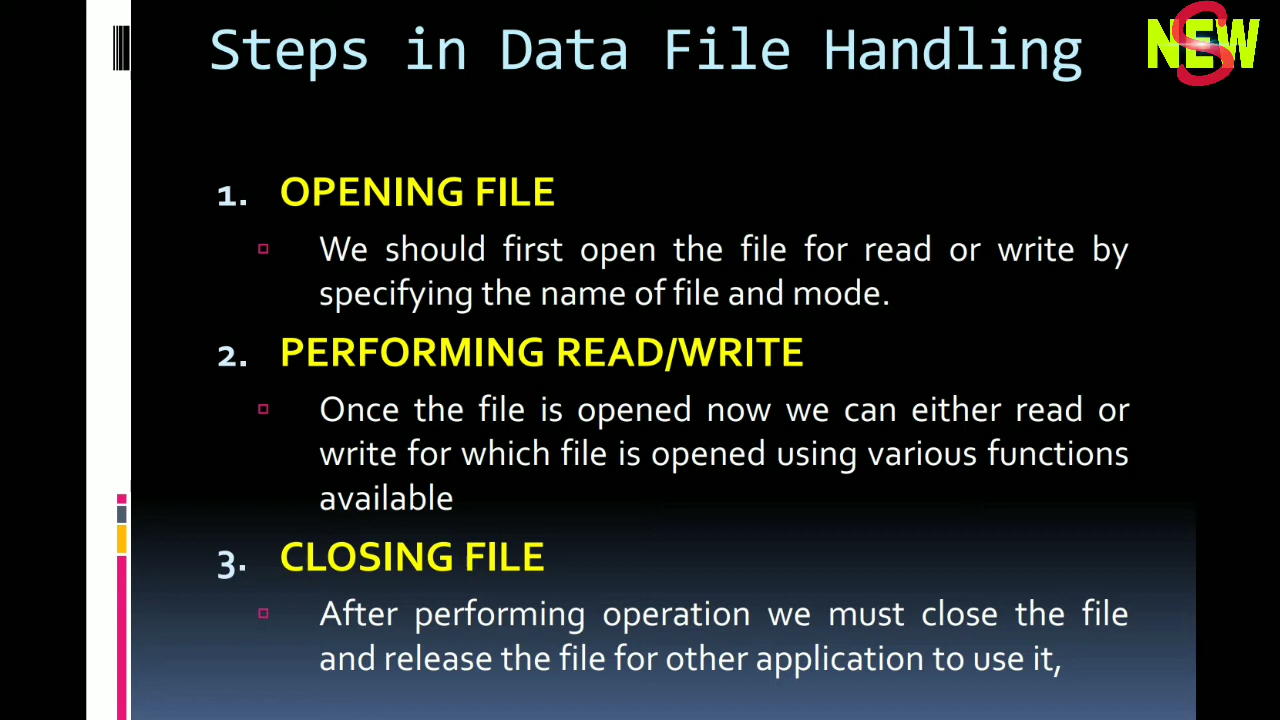 Steps in Data File Handling
NEW
S
1. OPENING FILE
We should first open the file for read or write by
specifying the name of file and mode.
2. PERFORMING READ/WRITE
Once the file is opened now we can either read or
write for which file is opened using various functions
available
3. CLOSING FILE
After performing operation we must close the file
and release the file for other application to use it,